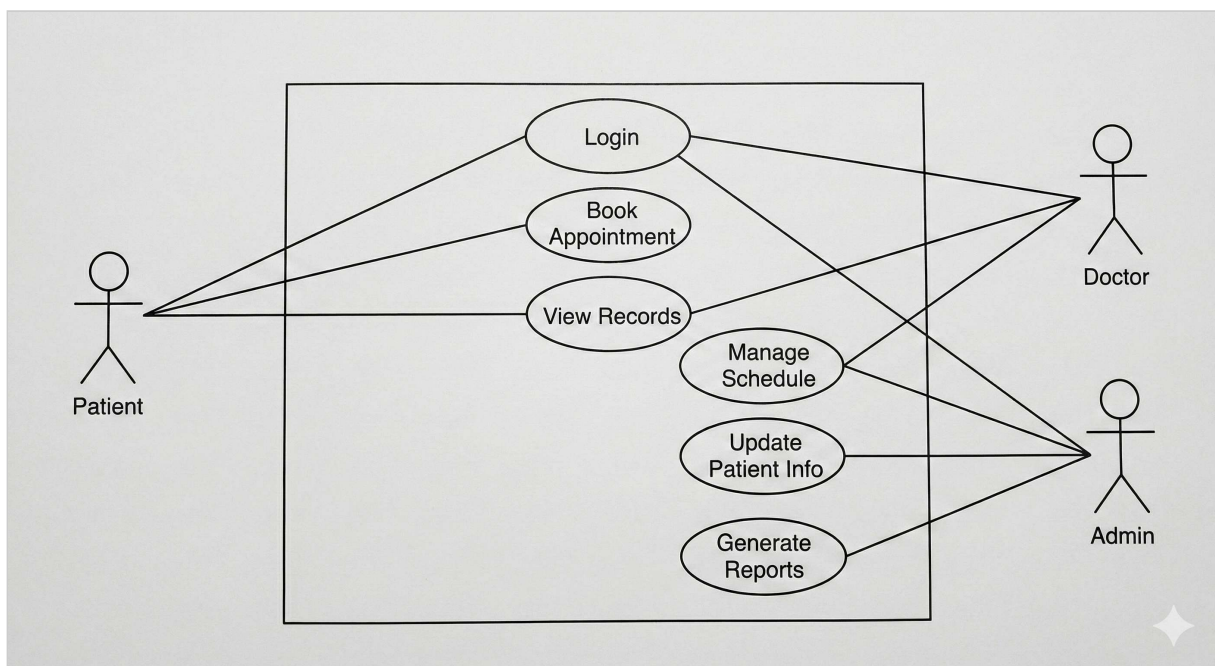 Login
Book
Appointment
View Records
Manage
Schedule
Update
Patient Info
Generate
Reports
Patient
Doctor
Admin